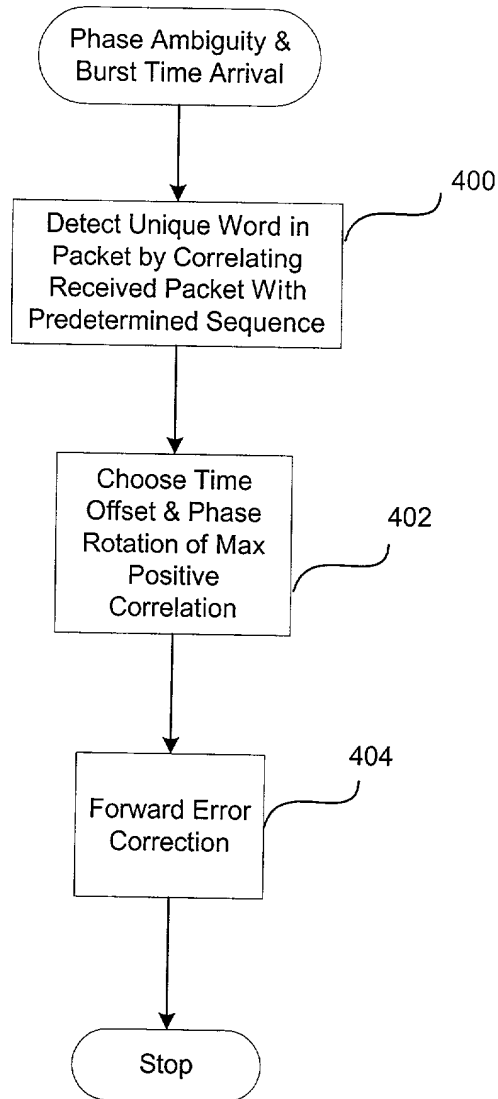 Phase Ambiguity &
Burst Time Arrival
400
Detect Unique Word in
Packet by Correlating
Received Packet With
Predetermined Sequence
Choose Time
Offset & Phase
Rotation of Max
Positive
Correlation
402
404
Forward Error
Correction
Stop